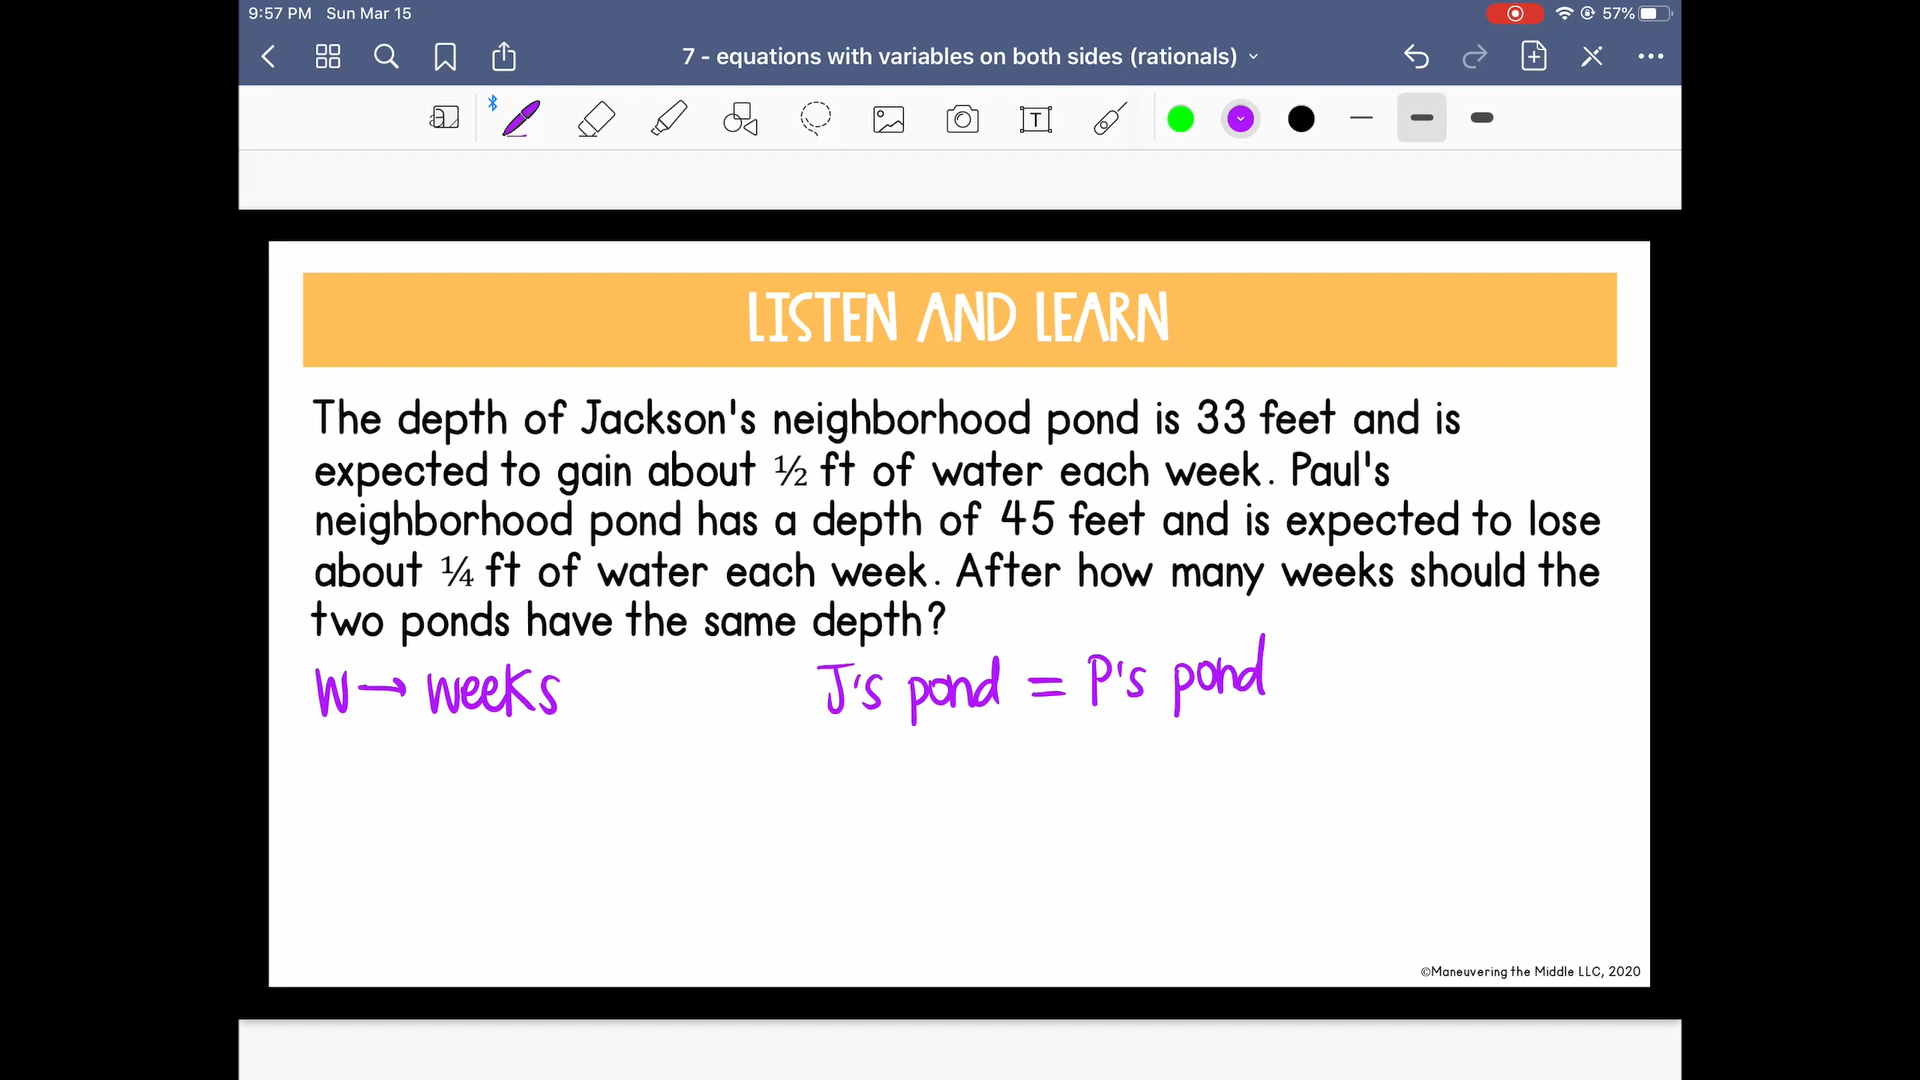 9:57 PM Sun Mar 15 57%
7 - equations with variables on both sides (rationals)
T
LISTEN AND LEARN
The depth of Jackson's neighborhood pond is 33 feet and is
expected to gain about ½ ft of water each week. Paul's
neighborhood pond has a depth of 45 feet and is expected to lose
about ¼ ft of water each week. After how many weeks should the
two ponds have the same depth?
W → weeks J's pond = P's pond
©Maneuvering the Middle LLC, 2020